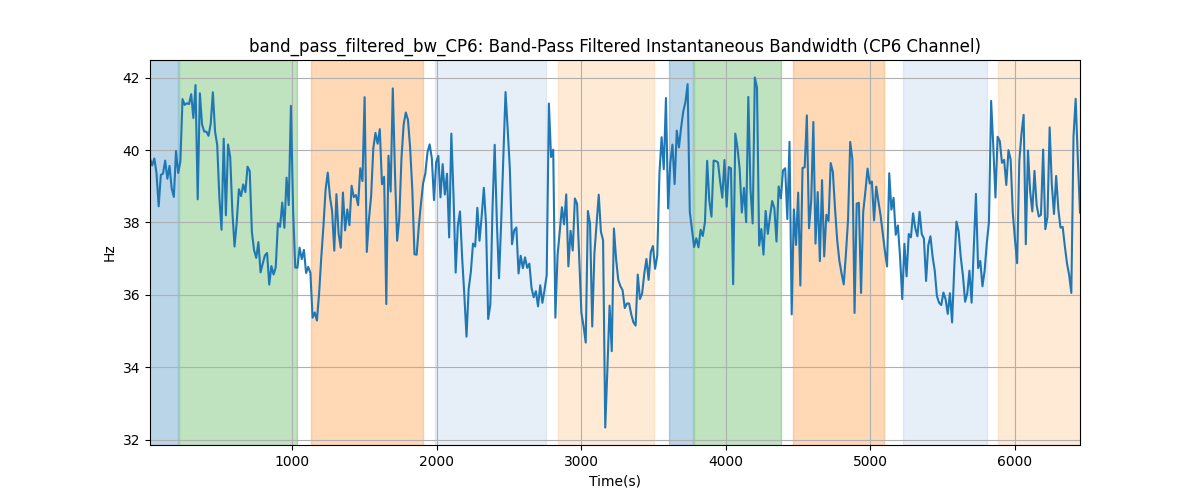 band_pass_filtered_bw_CP6: Band-Pass Filtered Instantaneous Bandwidth (CP6 Channel)
42
40
38
36
34
32
Hz
1000 2000 3000 4000 5000 6000
Time(s)